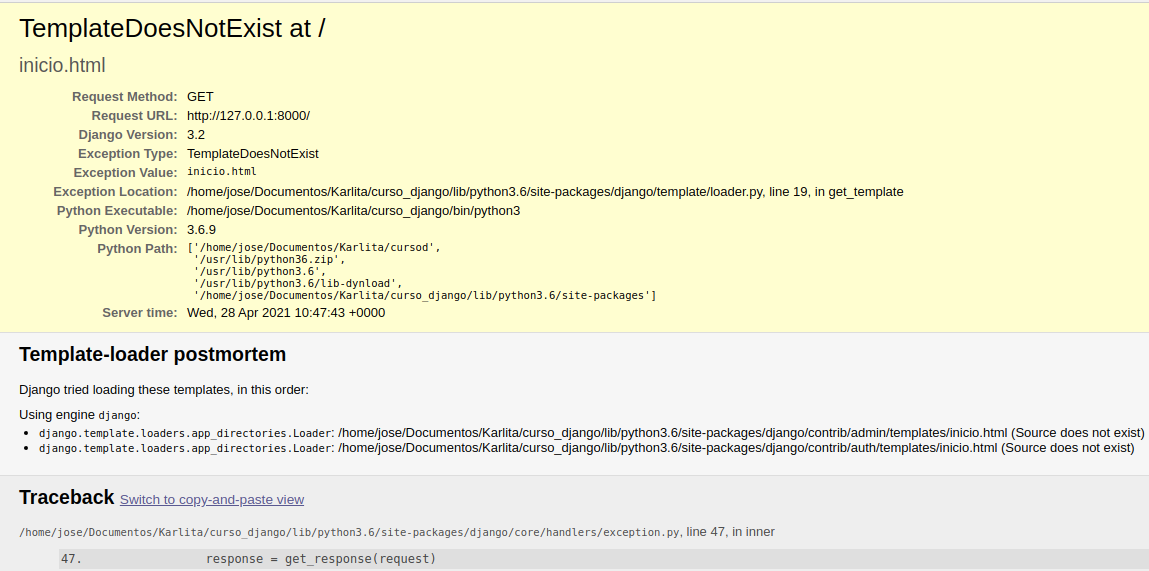 TemplateDoesNotExist at /
inicio.html
Request Method: GET
Request URL: http://127.0.0.1:8000/
Django Version: 3.2
Exception Type: TemplateDoesNotExist
Exception Value: inicio.html
Exception Location: /home/jose/Documentos/Karlita/curso_django/lib/python3.6/site-packages/django/template/loader.py, line 19, in get_template
Python Executable: /home/jose/Documentos/Karlita/curso_django/bin/python3
Python Version: 3.6.9
Python Path: ['/home/jose/Documentos/Karlita/cursod',
'/usr/lib/python36.zip',
'/usr/lib/python3.6',
'/usr/lib/python3.6/lib-dynload',
'/home/jose/Documentos/Karlita/curso_django/lib/python3.6/site-packages']
Server time: Wed, 28 Apr 2021 10:47:43 +0000
Template-loader postmortem
Django tried loading these templates, in this order:
Using engine django:
• django.template.loaders.app_directories.Loader: /home/jose/Documentos/Karlita/curso_django/lib/python3.6/site-packages/django/contrib/admin/templates/inicio.html (Source does not exist)
• django.template.loaders.app_directories.Loader: /home/jose/Documentos/Karlita/curso_django/lib/python3.6/site-packages/django/contrib/auth/templates/inicio.html (Source does not exist)
Traceback Switch to copy-and-paste view
/home/jose/Documentos/Karlita/curso_django/lib/python3.6/site-packages/django/core/handlers/exception.py, line 47, in inner
47. response = get_response(request)